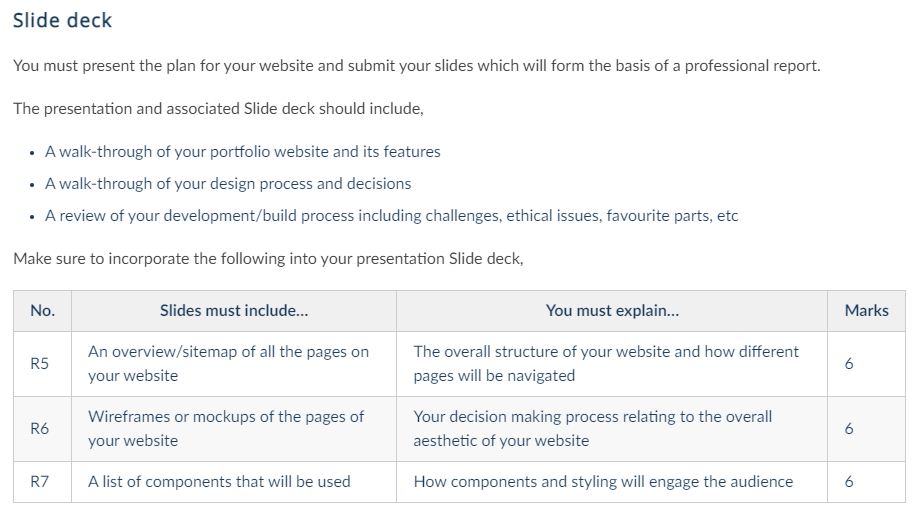 Slide deck
You must present the plan for your website and submit your slides which will form the basis of a professional report.
The presentation and associated Slide deck should include,
• A walk-through of your portfolio website and its features
• A walk-through of your design process and decisions
• A review of your development/build process including challenges, ethical issues, favourite parts, etc
Make sure to incorporate the following into your presentation Slide deck,
No. Slides must include... You must explain... Marks
R5 An overview/sitemap of all the pages on your website The overall structure of your website and how different pages will be navigated 6
R6 Wireframes or mockups of the pages of your website Your decision making process relating to the overall aesthetic of your website 6
R7 A list of components that will be used How components and styling will engage the audience 6